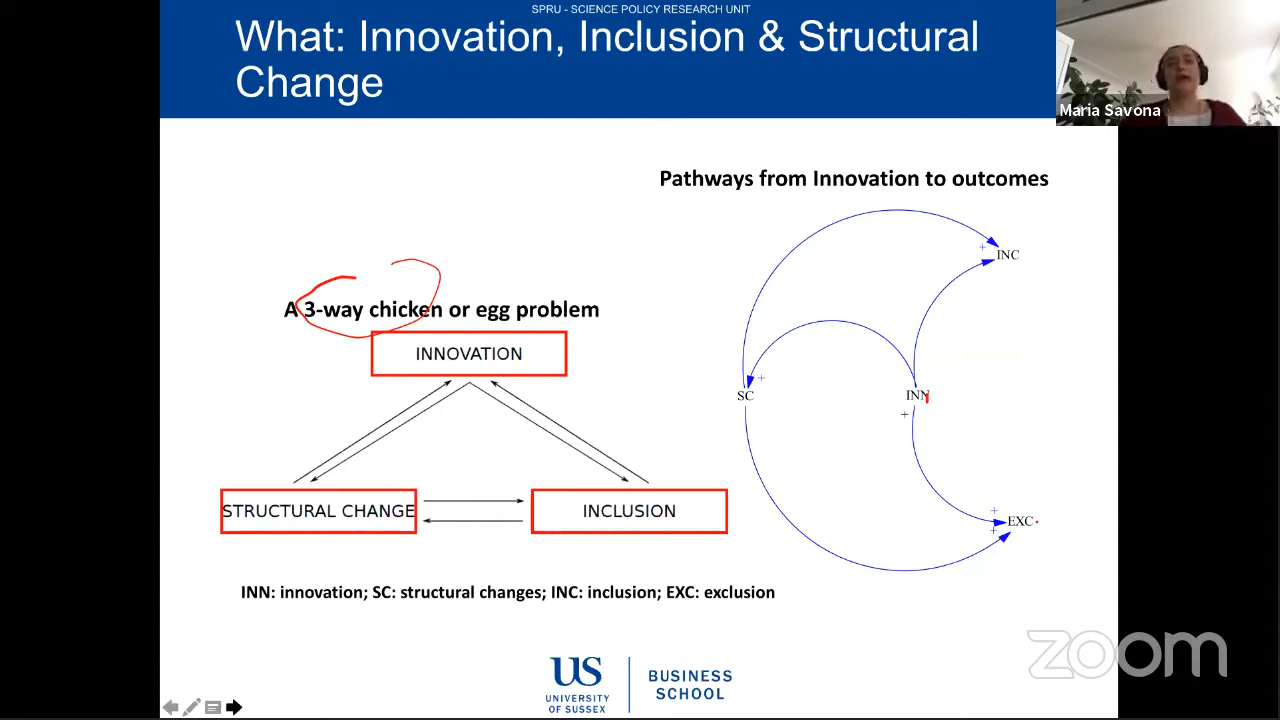 SPRU - SCIENCE POLICY RESEARCH UNIT
What: Innovation, Inclusion & Structural
Change
Maria Savona
Pathways from Innovation to outcomes
A 3-way chicken or egg problem
INNOVATION
STRUCTURAL CHANGE
INCLUSION
+
INC
+
SC
INN
+
+
EXC
+
INN: innovation; SC: structural changes; INC: inclusion; EXC: exclusion
zoom
US
UNIVERSITY
OF SUSSEX
BUSINESS
SCHOOL